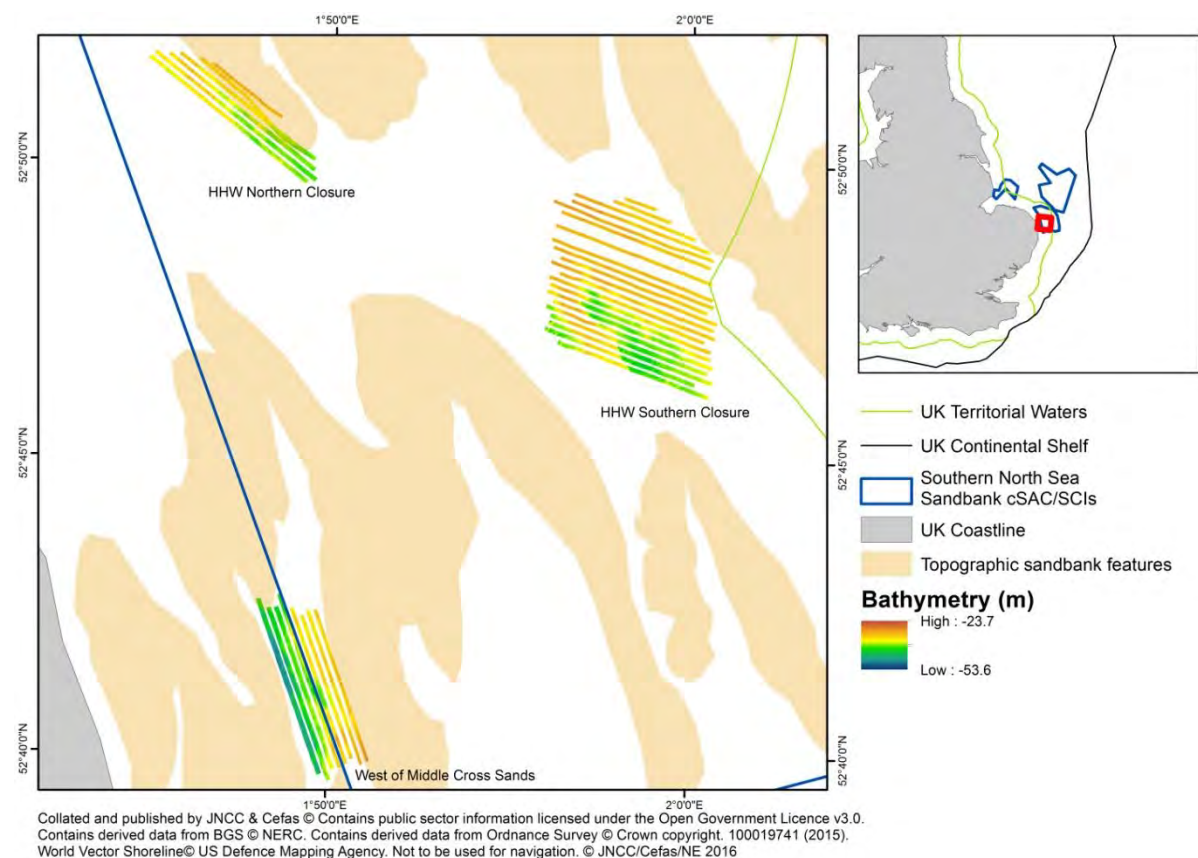 1°50'0"E
2°0'0"E
52°50'0"N
52°50'0"N
HHW Northern Closure
HHW Southern Closure
52°45'0"N
52°45'0"N
52°40'0"N
52°40'0"N
West of Middle Cross Sands
1°50'0"E
2°0'0"E
UK Territorial Waters
UK Continental Shelf
Southern North Sea
Sandbank cSAC/SCIs
UK Coastline
Topographic sandbank features
Bathymetry (m)
High : -23.7
Low : -53.6
Collated and published by JNCC & Cefas © Contains public sector information licensed under the Open Government Licence v3.0.
Contains derived data from BGS © NERC. Contains derived data from Ordnance Survey © Crown copyright. 100019741 (2015).
World Vector Shoreline© US Defence Mapping Agency. Not to be used for navigation. © JNCC/Cefas/NE 2016